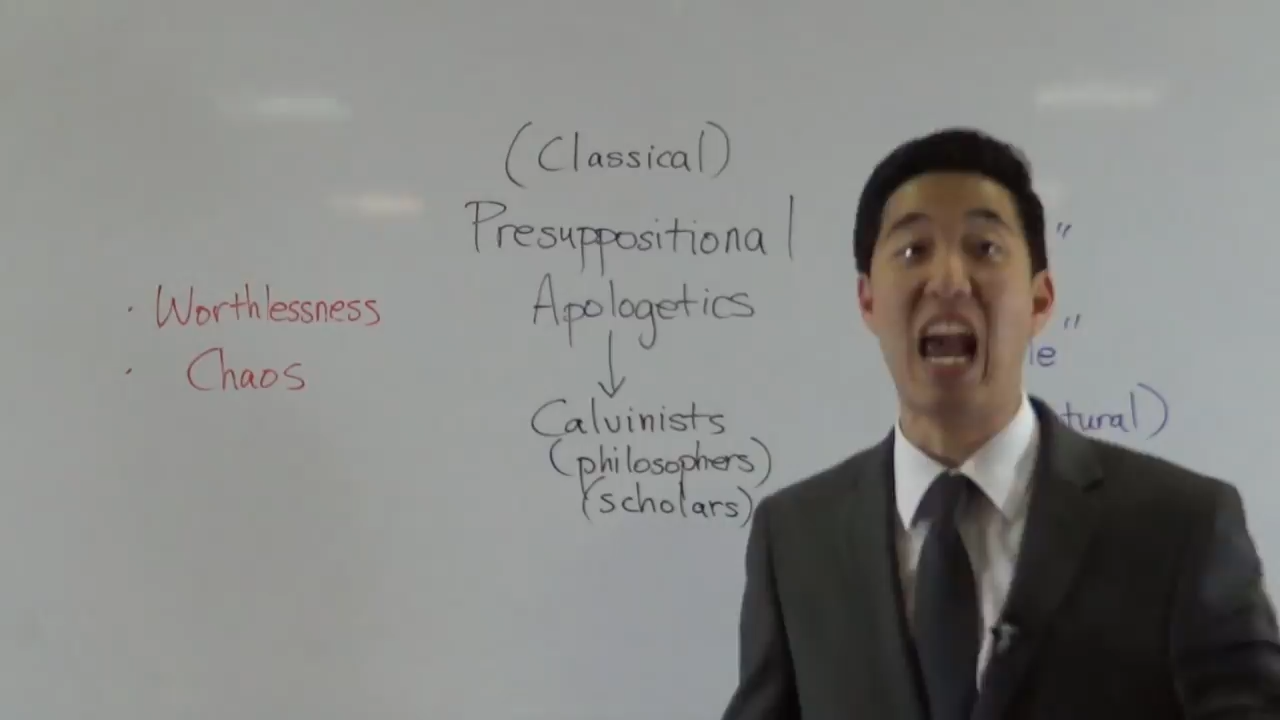 (Classical)
Presuppositional
Apologetics
Calvinists
(philosophers)
(scholars)
· Worthlessness
· Chaos